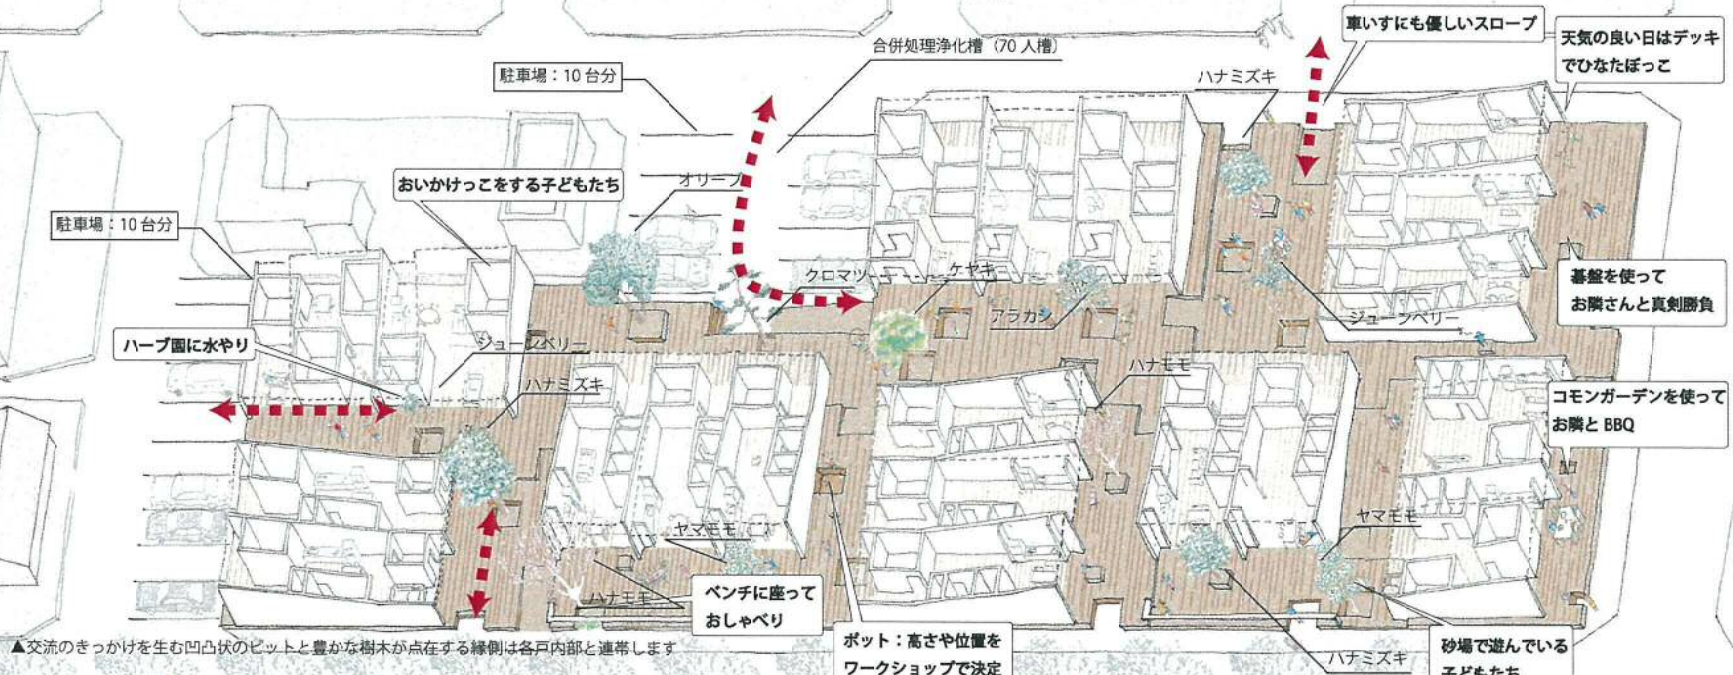 車いすにも優しいスロープ
天気の良い日はデッキ
でひなたぼっこ
合併処理浄化槽（70人槽）
駐車場：10台分
ハナミズキ
おいかけっこをする子どもたち
オリーブ
駐車場：10台分
クロマツ
ケヤキ
アラカシ
ジューンベリー
碁盤を使って
お隣さんと真剣勝負
ハーブ園に水やり
ジューンベリー
ハナミズキ
ハナモモ
コモンガーデンを使って
お隣とBBQ
ヤマモモ
ヤマモモ
ハナモモ
ベンチに座って
おしゃべり
ポット：高さや位置を
ワークショップで決定
ハナミズキ
砂場で遊んでいる
子どもたち
▲交流のきっかけを生む凹凸状のピットと豊かな樹木が点在する縁側は各戸内部と連帯します